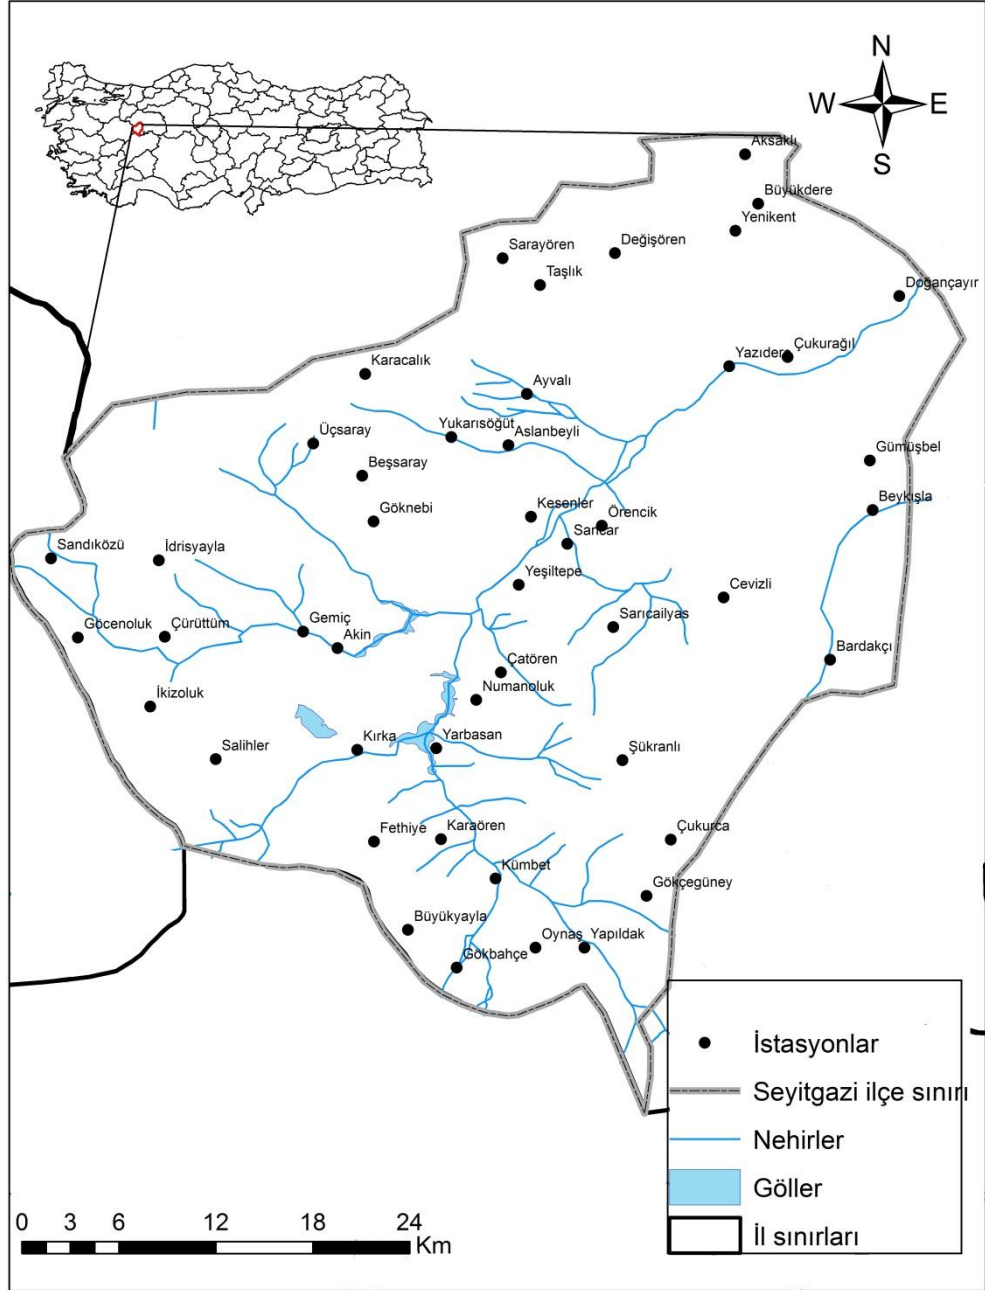 N
W
E
S
Aksaklı
Büyükdere
Yenikent
Değişören
Sarayören
Taşlık
Doğançayır
Çukurağıl
Yazıdere
Karacalık
Ayvalı
Yukarısöğüt
Üçsaray
Aslanbeyli
Gümüşbel
Beşsaray
Beykışla
Kesenler
Göknebi
Örencik
Sancar
Sandıközü
İdrisyayla
Yeşiltepe
Cevizli
Göcenoluk
Çürüttüm
Gemiç
Sarıcailyas
Akin
Bardakçı
Çatören
İkizoluk
Numanoluk
Salihler
Kırka
Yarbasan
Şükranlı
Fethiye
Karaören
Çukurca
Kümbet
Gökçegüney
Büyükyayla
Oynaş
Yapıldak
Gökbahçe
İstasyonlar
Seyitgazi ilçe sınırı
Nehirler
Göller
İl sınırları
0 3 6 12 18 24
Km